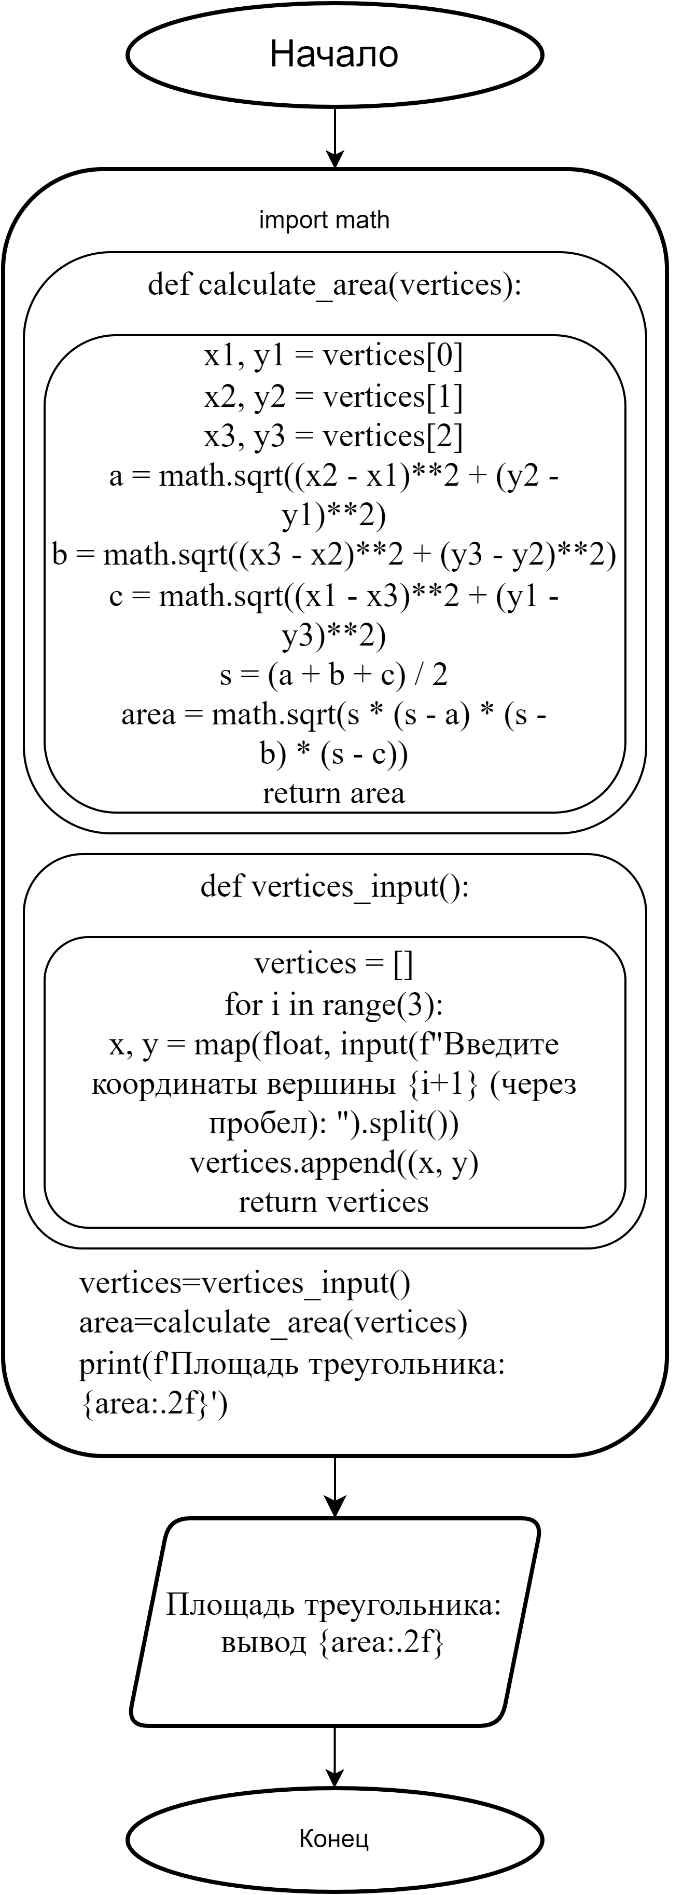 Начало
import math
def calculate_area(vertices):
x1, y1 = vertices[0]
x2, y2 = vertices[1]
x3, y3 = vertices[2]
a = math.sqrt((x2 - x1)**2 + (y2 -
y1)**2)
b = math.sqrt((x3 - x2)**2 + (y3 - y2)**2)
c = math.sqrt((x1 - x3)**2 + (y1 -
y3)**2)
s = (a + b + c) / 2
area = math.sqrt(s * (s - a) * (s -
b) * (s - c))
return area
def vertices_input():
vertices = []
for i in range(3):
x, y = map(float, input(f"Введите
координаты вершины {i+1} (через
пробел): ").split())
vertices.append((x, y)
return vertices
vertices=vertices_input()
area=calculate_area(vertices)
print(f'Площадь треугольника:
{area:.2f}')
Площадь треугольника:
вывод {area:.2f}
Конец